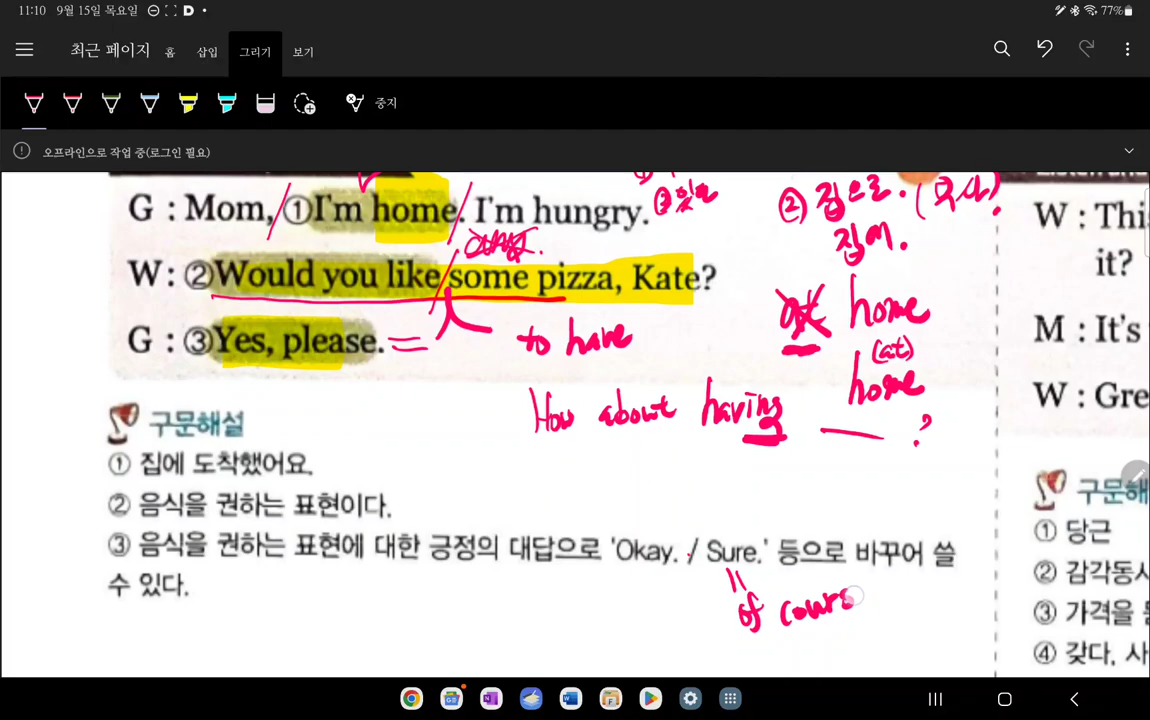 11:10 9월 15일 목요일 D 77%
최근 페이지 홈 삽입 그리기 보기
중지
오프라인으로 작업 중(로그인 필요)
G : Mom, ①I'm home. I'm hungry.
② 집으로. (부사).
집에.
W: ②Would you like some pizza, Kate?
at home
to have
G : ③Yes, please. =
(at)
home
How about having ?
구문해설
① 집에 도착했어요.
② 음식을 권하는 표현이다.
③ 음식을 권하는 표현에 대한 긍정의 대답으로 'Okay. / Sure.' 등으로 바꾸어 쓸
수 있다.
of cours
W : This
it?
M : It's
W : Gre
구문해
① 당근
② 감각동사
③ 가격을
④ 갖다, 사